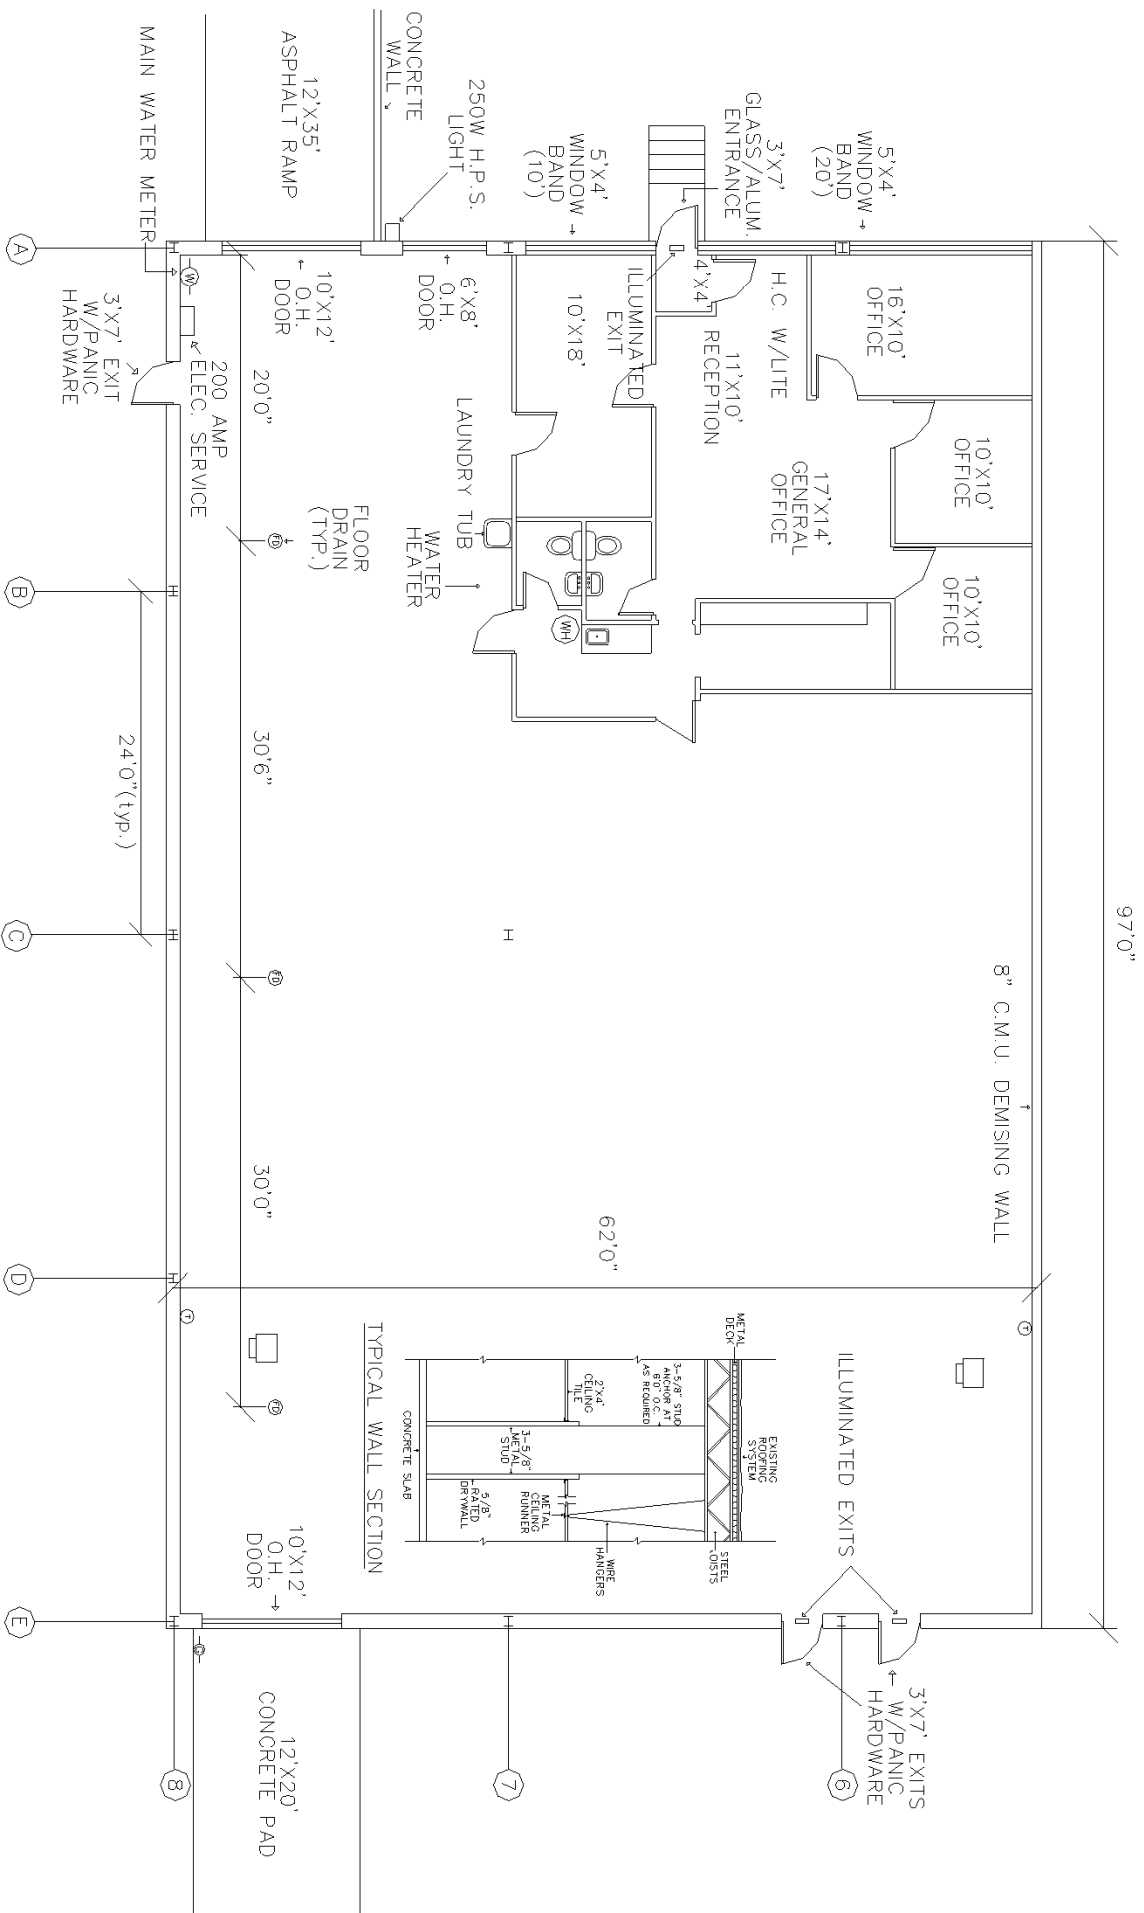 97'0"
8" C.M.U. DEMISING WALL
5'X4'
WINDOW
BAND
(20')
3'X7'
GLASS/ALUM.
ENTRANCE
5'X4'
WINDOW
BAND
(10')
250W H.P.S.
LIGHT
CONCRETE
WALL
12'X35'
ASPHALT RAMP
MAIN WATER METER
16'X10'
OFFICE
10'X10'
OFFICE
10'X10'
OFFICE
17'X14'
GENERAL
OFFICE
H.C. W/LITE
11'X10'
RECEPTION
4'X4'
ILLUMINATED
EXIT
10'X18'
6'X8'
O.H.
DOOR
10'X12'
O.H.
DOOR
LAUNDRY TUB
WATER
HEATER
WH
FLOOR
DRAIN
(TYP.)
FD
FD
FD
20'0"
30'6"
30'0"
200 AMP
ELEC. SERVICE
W
3'X7' EXIT
W/PANIC
HARDWARE
24'0"(typ.)
62'0"
T
T
ILLUMINATED EXITS
3'X7' EXITS
W/PANIC
HARDWARE
EXISTING
ROOFING
SYSTEM
METAL
DECK
STEEL
JOISTS
3-5/8" STUD
ANCHOR AT
6'0" O.C.
AS REQUIRED
WIRE
HANGERS
2'X4'
CEILING
TILE
METAL
CEILING
RUNNER
3-5/8"
METAL
STUD
5/8"
RATED
DRYWALL
CONCRETE SLAB
TYPICAL WALL SECTION
10'X12'
O.H.
DOOR
G
12'X20'
CONCRETE PAD
6
7
8
A
B
C
D
E